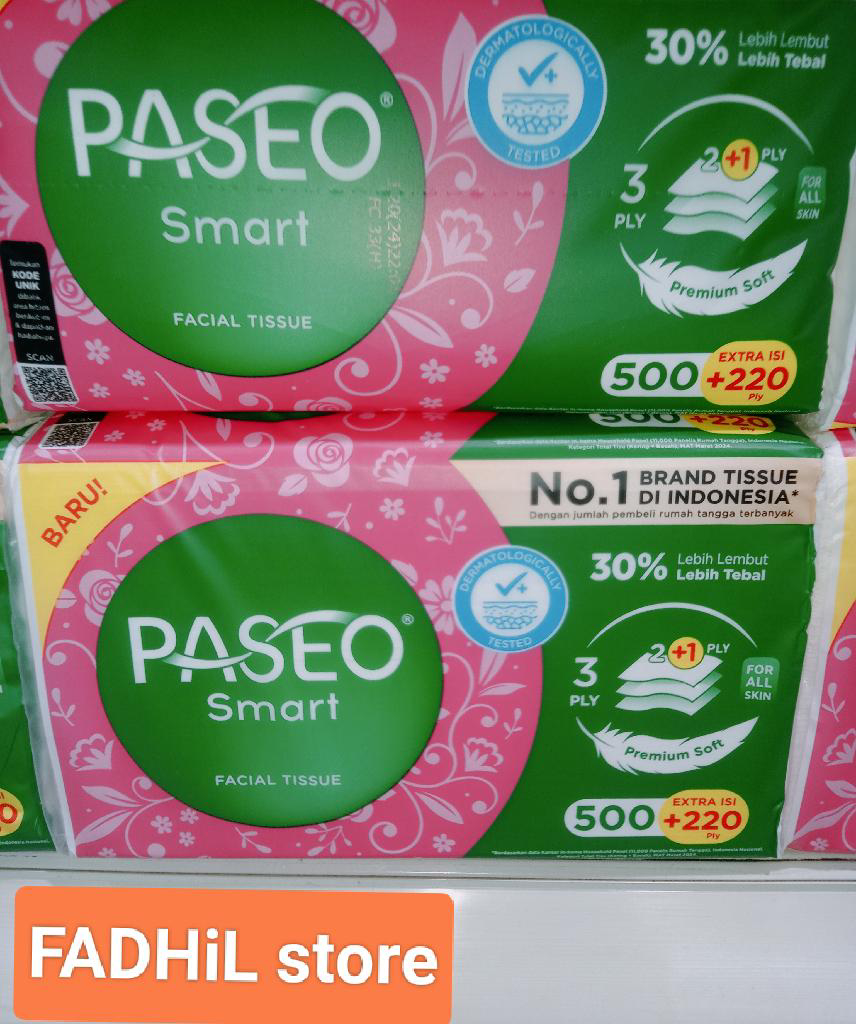 PASEO®
Smart
FACIAL TISSUE
DERMATOLOGICALLY
TESTED
30% Lebih Lembut
Lebih Tebal
3
PLY
2 +1 PLY
FOR
ALL
SKIN
Premium Soft
500
EXTRA ISI
+220
Ply
KODE
UNIK
SCAN
500 +220
Ply
BARU!
No.1 BRAND TISSUE
DI INDONESIA*
Dengan jumlah pembeli rumah tangga terbanyak
PASEO®
Smart
FACIAL TISSUE
DERMATOLOGICALLY
TESTED
30% Lebih Lembut
Lebih Tebal
3
PLY
2 +1 PLY
FOR
ALL
SKIN
Premium Soft
500
EXTRA ISI
+220
Ply
FADHiL store